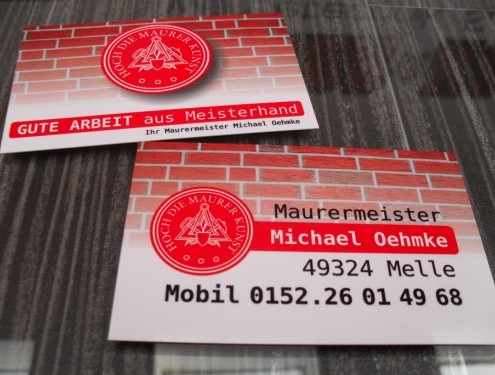 HOCH DIE MAURER KUNST
GUTE ARBEIT aus Meisterhand
Ihr Maurermeister Michael Oehmke
HOCH DIE MAURER KUNST
Maurermeister
Michael Oehmke
49324 Melle
Mobil 0152.26 01 49 68